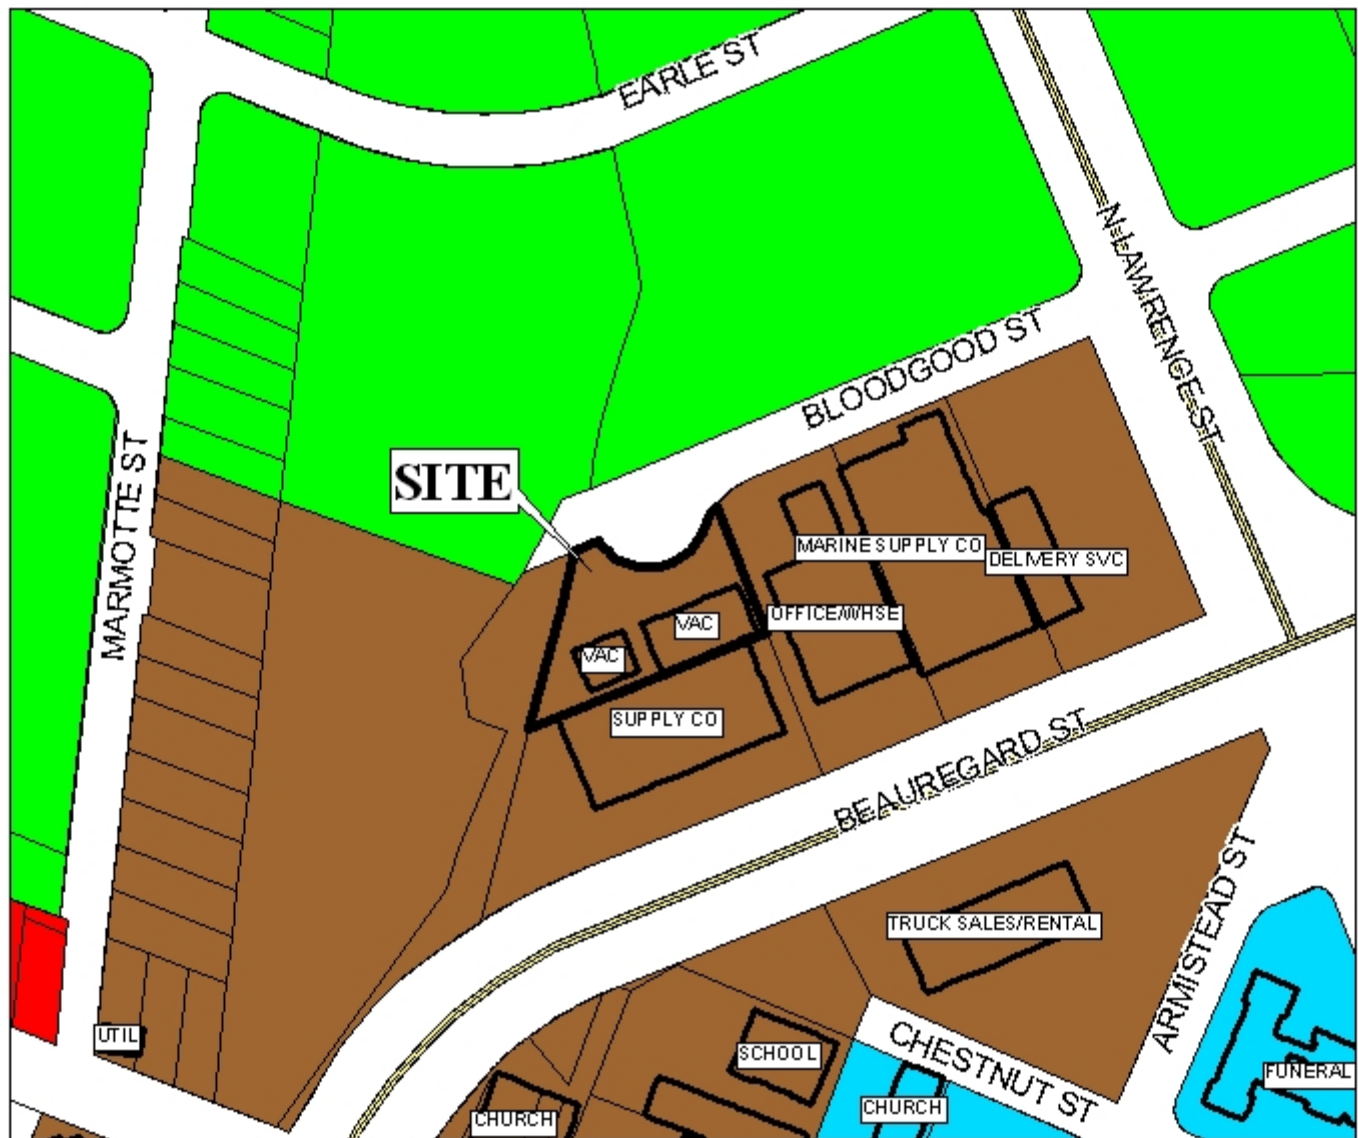 EARLE ST
N LAWRENCE ST
BLOODGOOD ST
SITE
MARMOTTE ST
MARINE SUPPLY CO
DELIVERY SVC
OFFICE/WHSE
VAC
VAC
SUPPLY CO
BEAUREGARD ST
ARMISTEAD ST
TRUCK SALES/RENTAL
UTIL
CHESTNUT ST
SCHOOL
FUNERAL
CHURCH
CHURCH